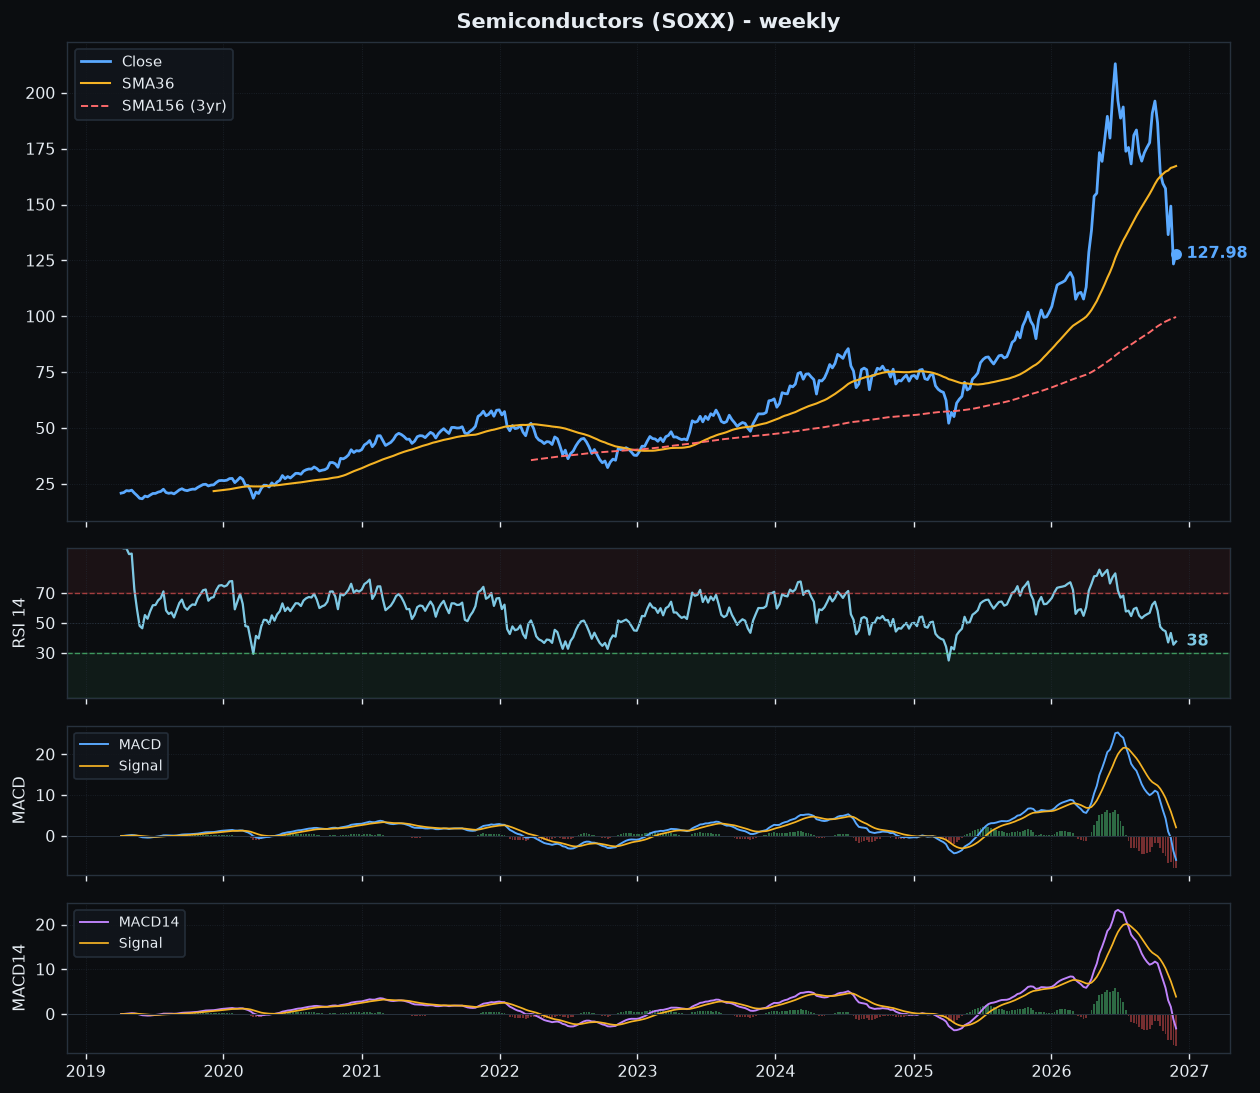 Semiconductors (SOXX) - weekly
Close
SMA36
SMA156 (3yr)
200
175
150
125
100
75
50
25
127.98
RSI 14
70
50
30
38
MACD
MACD
Signal
20
10
0
MACD14
MACD14
Signal
20
10
0
2019 2020 2021 2022 2023 2024 2025 2026 2027